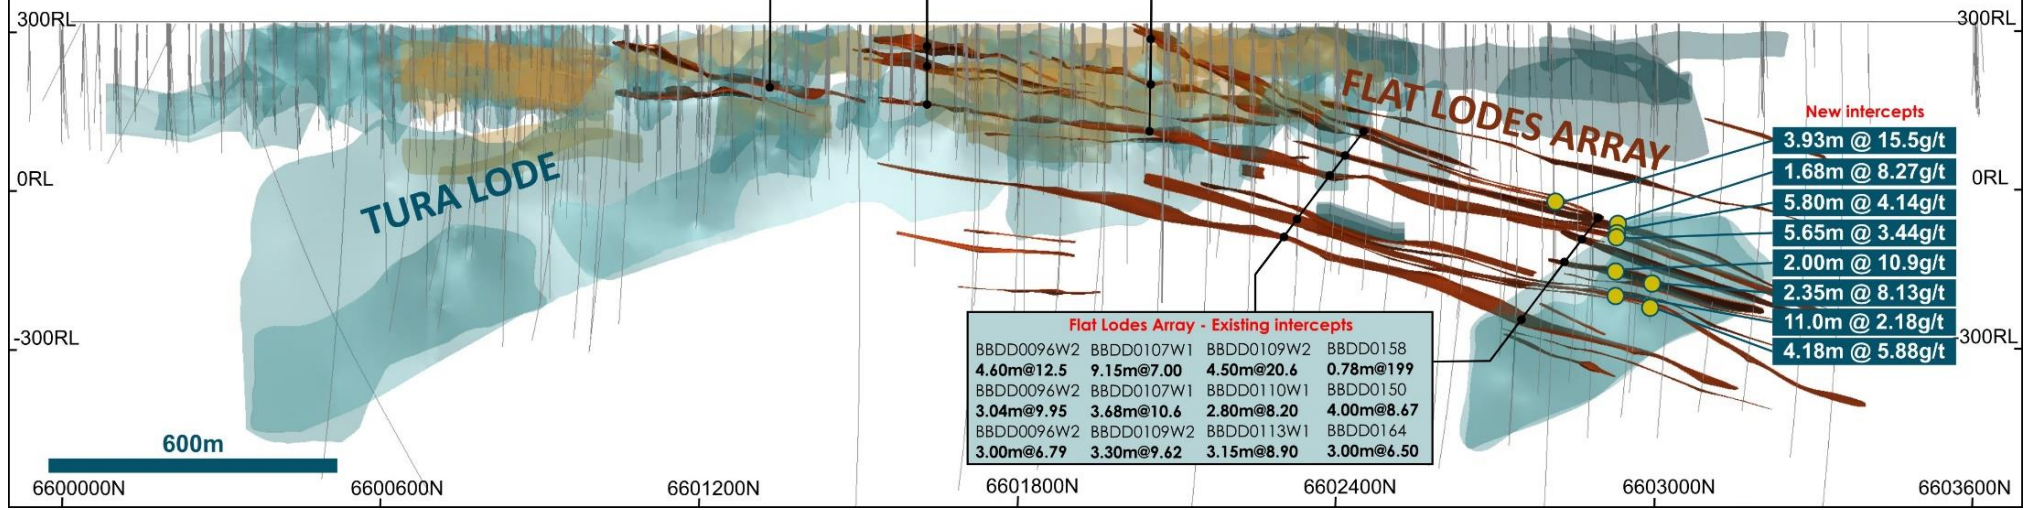 300RL
300RL
FLAT LODES ARRAY
New intercepts
3.93m @ 15.5g/t
1.68m @ 8.27g/t
5.80m @ 4.14g/t
5.65m @ 3.44g/t
2.00m @ 10.9g/t
2.35m @ 8.13g/t
11.0m @ 2.18g/t
4.18m @ 5.88g/t
TURA LODE
0RL
0RL
-300RL
-300RL
Flat Lodes Array - Existing intercepts
BBDD0096W2 BBDD0107W1 BBDD0109W2 BBDD0158
4.60m@12.5 9.15m@7.00 4.50m@20.6 0.78m@199
BBDD0096W2 BBDD0107W1 BBDD0110W1 BBDD0150
3.04m@9.95 3.68m@10.6 2.80m@8.20 4.00m@8.67
BBDD0096W2 BBDD0109W2 BBDD0113W1 BBDD0164
3.00m@6.79 3.30m@9.62 3.15m@8.90 3.00m@6.50
600m
6600000N 6600600N 6601200N 6601800N 6602400N 6603000N 6603600N